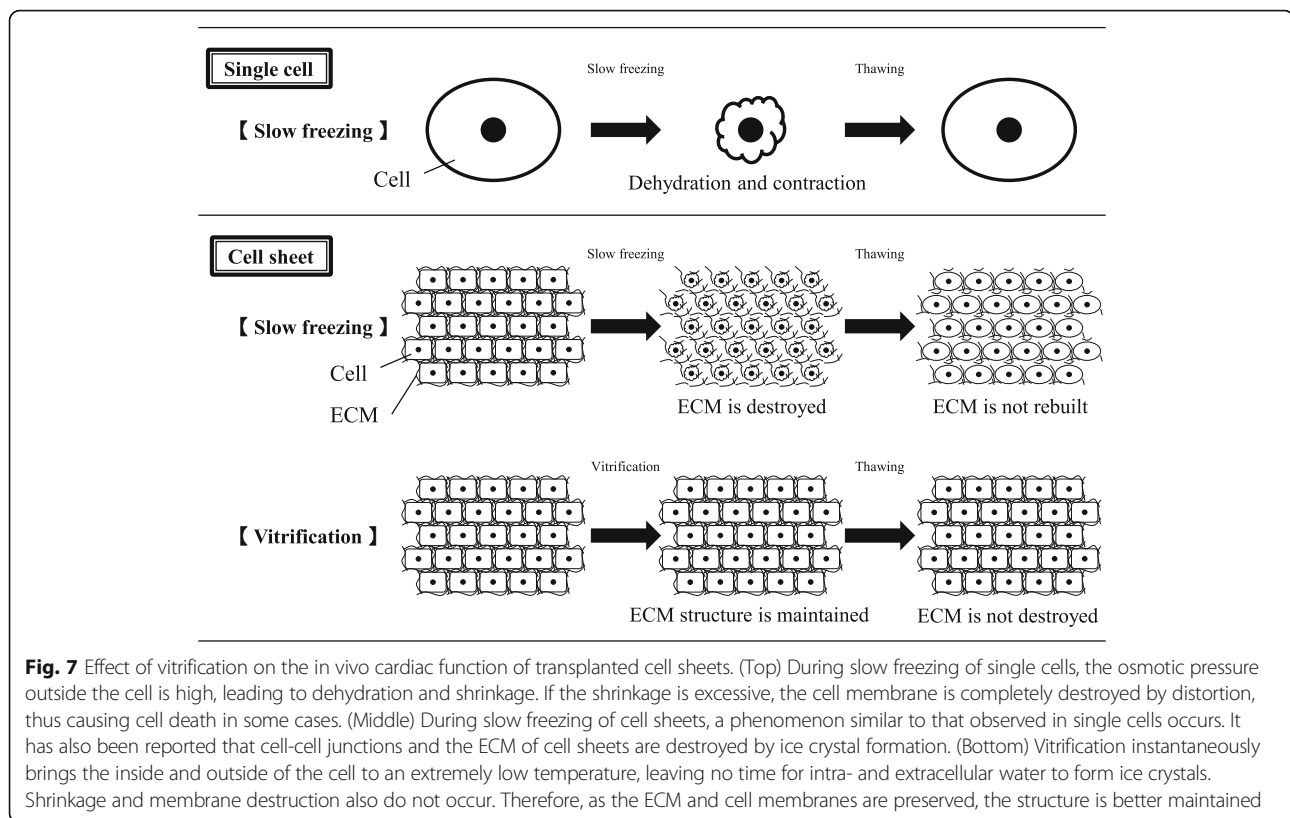 Single cell
Slow freezing
Thawing
【 Slow freezing 】
Cell
Dehydration and contraction
Cell sheet
Slow freezing
Thawing
【 Slow freezing 】
Cell
ECM
ECM is destroyed
ECM is not rebuilt
Vitrification
Thawing
【 Vitrification 】
ECM structure is maintained
ECM is not destroyed
Fig. 7 Effect of vitrification on the in vivo cardiac function of transplanted cell sheets. (Top) During slow freezing of single cells, the osmotic pressure
outside the cell is high, leading to dehydration and shrinkage. If the shrinkage is excessive, the cell membrane is completely destroyed by distortion,
thus causing cell death in some cases. (Middle) During slow freezing of cell sheets, a phenomenon similar to that observed in single cells occurs. It
has also been reported that cell-cell junctions and the ECM of cell sheets are destroyed by ice crystal formation. (Bottom) Vitrification instantaneously
brings the inside and outside of the cell to an extremely low temperature, leaving no time for intra- and extracellular water to form ice crystals.
Shrinkage and membrane destruction also do not occur. Therefore, as the ECM and cell membranes are preserved, the structure is better maintained